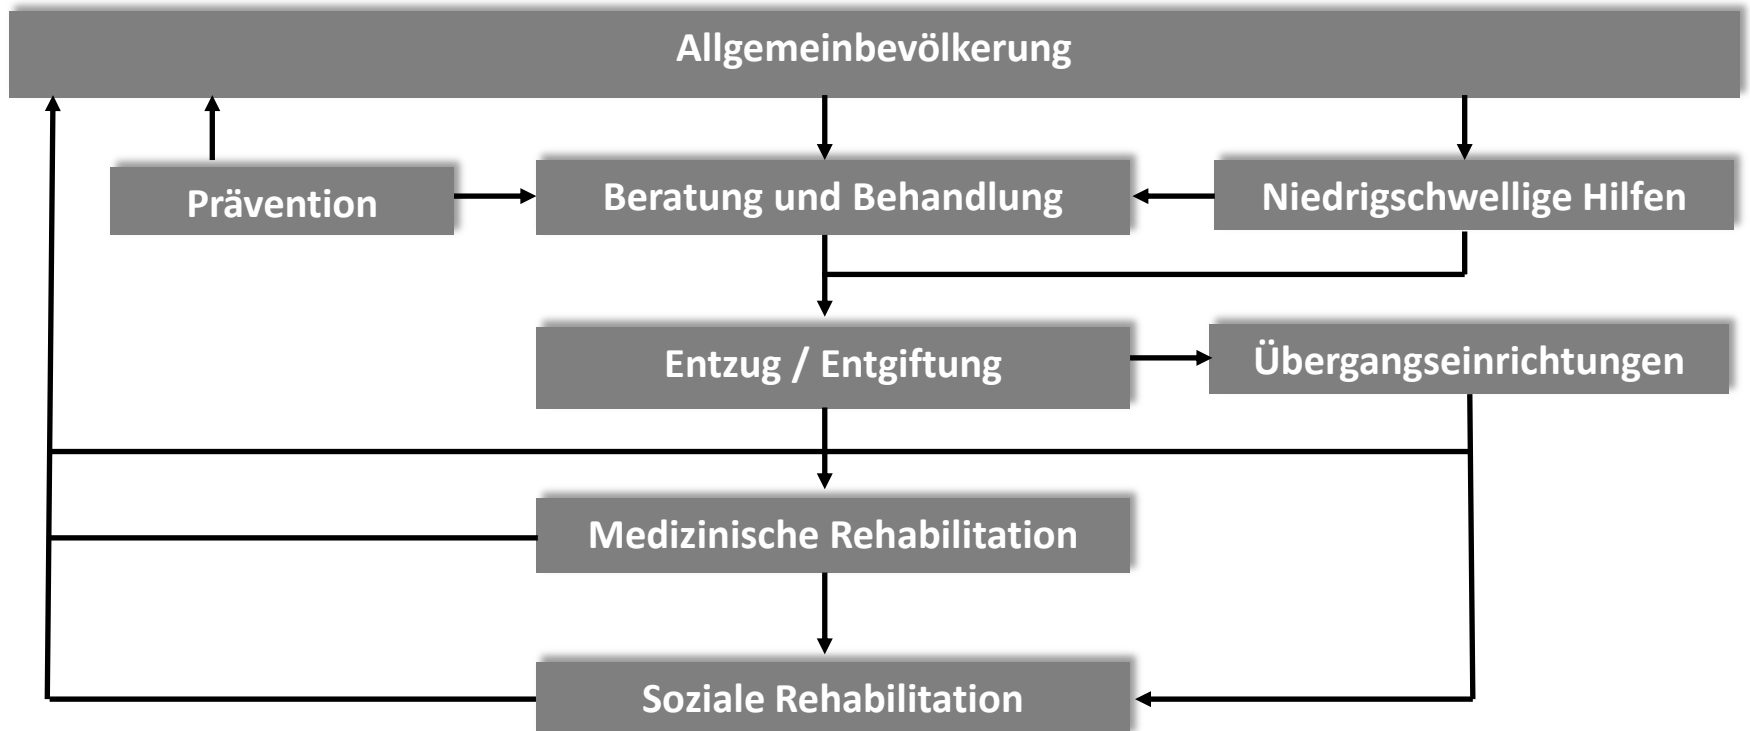 Allgemeinbevölkerung
Prävention
Beratung und Behandlung
Niedrigschwellige Hilfen
Entzug / Entgiftung
Übergangseinrichtungen
Medizinische Rehabilitation
Soziale Rehabilitation